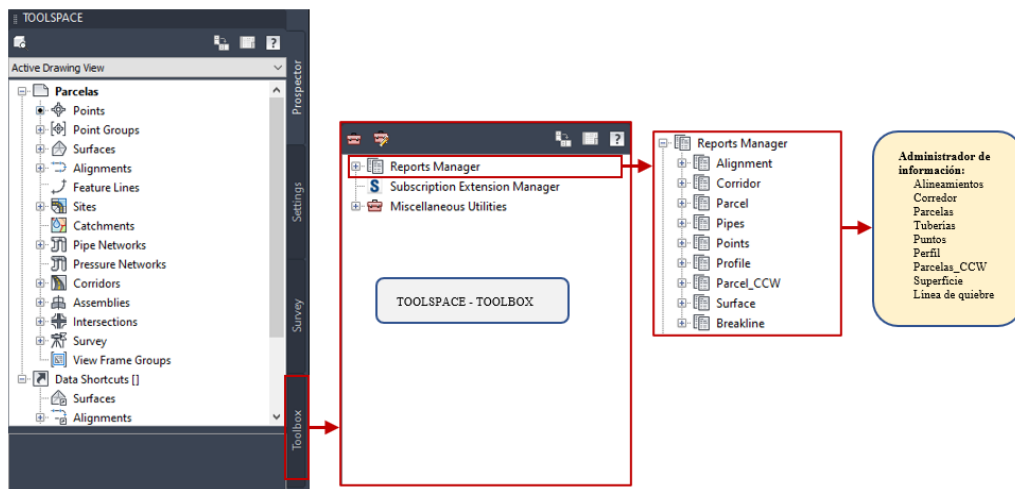 TOOLSPACE
Active Drawing View
Parcelas
Points
Point Groups
Surfaces
Alignments
Feature Lines
Sites
Catchments
Pipe Networks
Pressure Networks
Corridors
Assemblies
Intersections
Survey
View Frame Groups
Data Shortcuts []
Surfaces
Alignments
Prospector
Settings
Survey
Toolbox
Reports Manager
Subscription Extension Manager
Miscellaneous Utilities
TOOLSPACE - TOOLBOX
Reports Manager
Alignment
Corridor
Parcel
Pipes
Points
Profile
Parcel_CCW
Surface
Breakline
Administrador de
información:
Alineamientos
Corredor
Parcelas
Tuberías
Puntos
Perfil
Parcelas_CCW
Superficie
Línea de quiebre